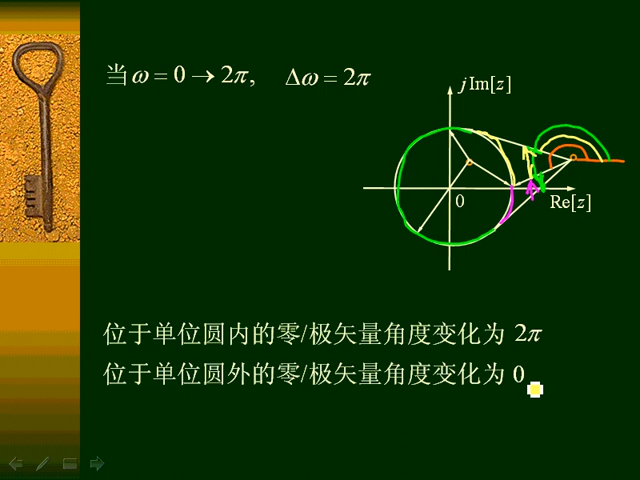 当ω = 0 → 2π, Δω = 2π
jIm[z]
0
Re[z]
位于单位圆内的零/极矢量角度变化为 2π
位于单位圆外的零/极矢量角度变化为 0